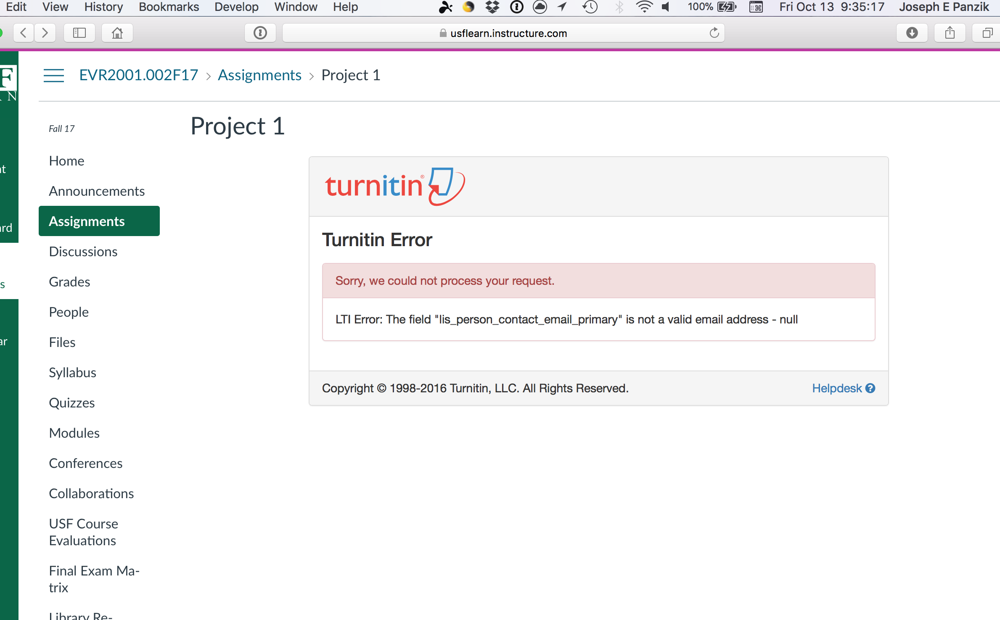 Edit View History Bookmarks Develop Window Help 100% Fri Oct 13 9:35:17 Joseph E Panzik
usflearn.instructure.com
EVR2001.002F17 > Assignments > Project 1
F
N
Fall 17
Project 1
Home
Announcements
Assignments
Discussions
Grades
People
Files
Syllabus
Quizzes
Modules
Conferences
Collaborations
USF Course
Evaluations
Final Exam Ma-
trix
Library Re-
nt
ard
s
ar
turnitin®
Turnitin Error
Sorry, we could not process your request.
LTI Error: The field "lis_person_contact_email_primary" is not a valid email address - null
Copyright © 1998-2016 Turnitin, LLC. All Rights Reserved.
Helpdesk ?